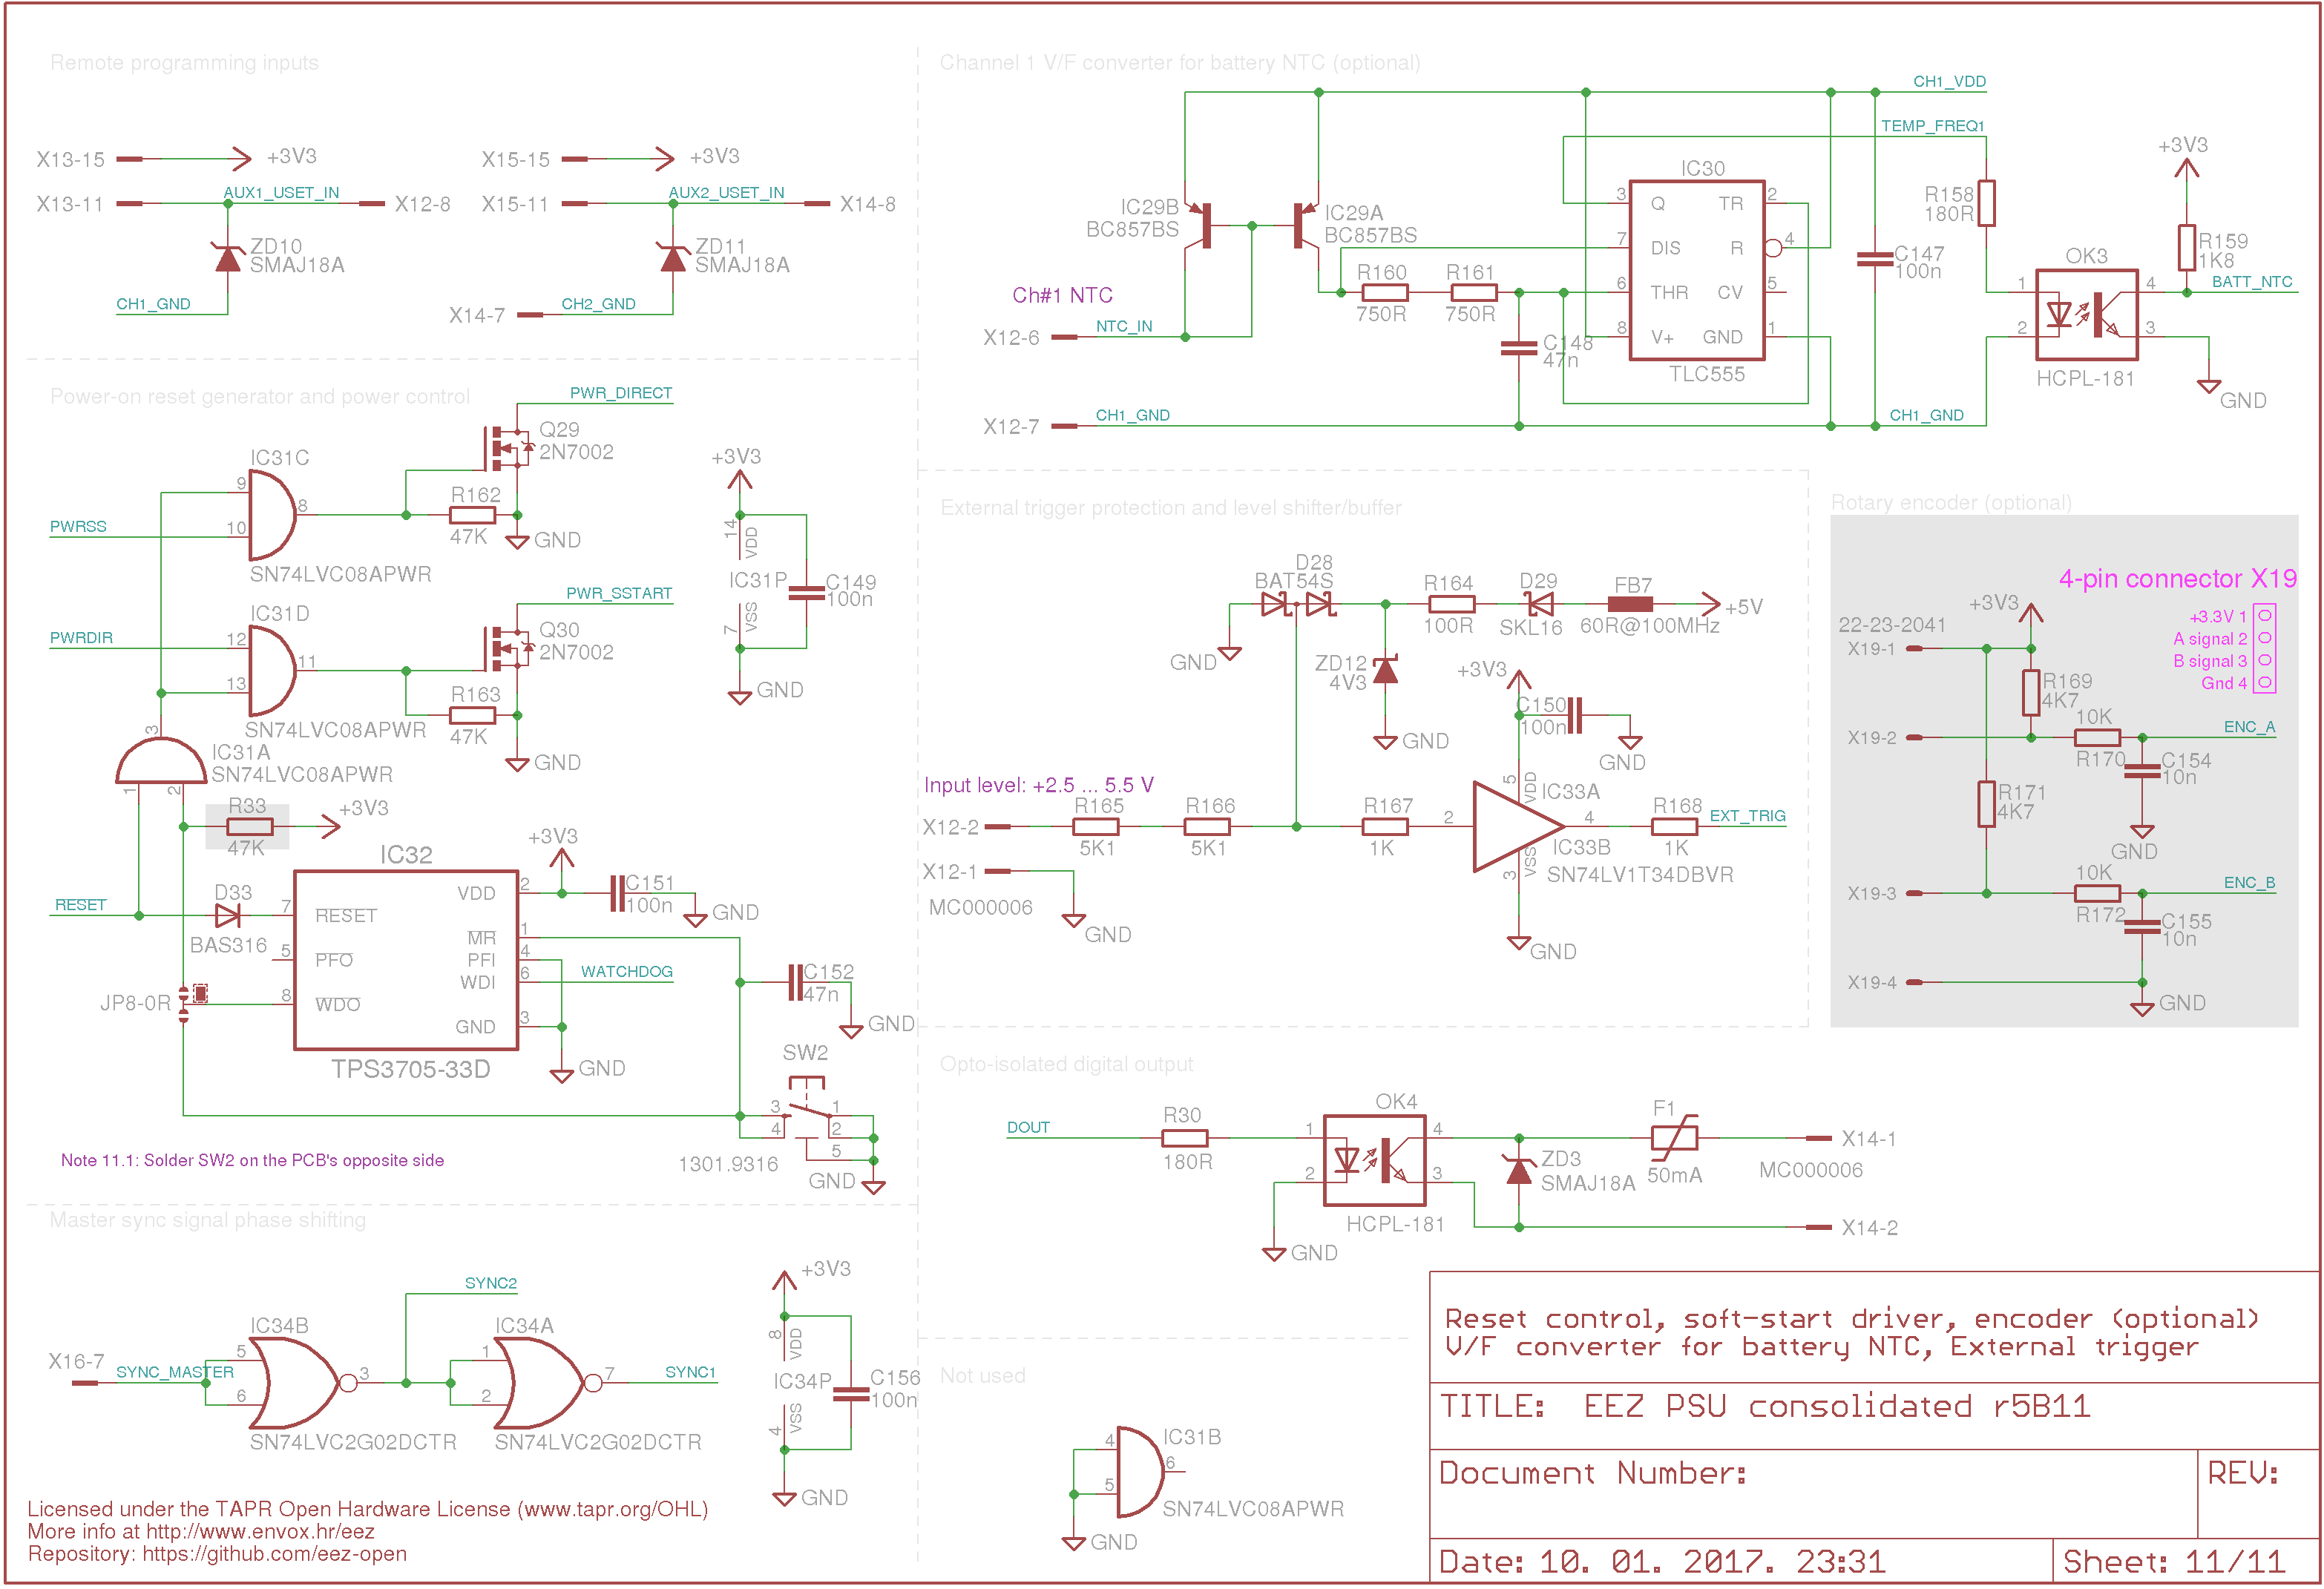 Remote programming inputs
X13-15
+3V3
X13-11
AUX1_USET_IN
X12-8
ZD10
SMAJ18A
CH1_GND
X15-15
+3V3
X15-11
AUX2_USET_IN
X14-8
ZD11
SMAJ18A
X14-7
CH2_GND
Channel 1 V/F converter for battery NTC (optional)
CH1_VDD
TEMP_FREQ1
IC29B
BC857BS
IC29A
BC857BS
Ch#1 NTC
X12-6
NTC_IN
X12-7
CH1_GND
R160
750R
R161
750R
C148
47n
IC30
3
Q
TR
2
7
DIS
R
4
6
THR
CV
5
8
V+
GND
1
TLC555
C147
100n
CH1_GND
R158
180R
OK3
1
2
4
3
HCPL-181
+3V3
R159
1K8
BATT_NTC
GND
Power-on reset generator and power control
PWR_DIRECT
Q29
2N7002
IC31C
9
10
8
PWRSS
R162
47K
GND
SN74LVC08APWR
PWR_SSTART
Q30
2N7002
IC31D
12
13
11
PWRDIR
R163
47K
GND
SN74LVC08APWR
+3V3
14
VDD
IC31P
C149
100n
7
VSS
GND
3
IC31A
SN74LVC08APWR
1
2
R33
47K
+3V3
IC32
RESET
D33
BAS316
7
RESET
5
PFO
8
WDO
JP8-0R
VDD
2
MR
1
PFI
4
WDI
6
GND
3
TPS3705-33D
+3V3
C151
100n
GND
WATCHDOG
C152
47n
GND
GND
SW2
3
4
1
2
5
1301.9316
GND
Note 11.1: Solder SW2 on the PCB's opposite side
External trigger protection and level shifter/buffer
D28
BAT54S
GND
R164
100R
D29
SKL16
FB7
60R@100MHz
+5V
ZD12
4V3
GND
+3V3
C150
100n
GND
Input level: +2.5 ... 5.5 V
X12-2
R165
5K1
R166
5K1
R167
1K
2
5
VDD
IC33A
4
R168
1K
EXT_TRIG
IC33B
3
VSS
SN74LV1T34DBVR
GND
X12-1
MC000006
GND
Rotary encoder (optional)
4-pin connector X19
+3.3V 1
A signal 2
B signal 3
Gnd 4
22-23-2041
+3V3
X19-1
R169
4K7
X19-2
10K
R170
ENC_A
C154
10n
GND
R171
4K7
X19-3
10K
R172
ENC_B
C155
10n
X19-4
GND
Opto-isolated digital output
DOUT
R30
180R
OK4
1
2
4
3
HCPL-181
GND
ZD3
SMAJ18A
F1
50mA
X14-1
MC000006
X14-2
Master sync signal phase shifting
X16-7
SYNC_MASTER
IC34B
5
6
3
SN74LVC2G02DCTR
SYNC2
IC34A
1
2
7
SN74LVC2G02DCTR
SYNC1
+3V3
8
VDD
IC34P
C156
100n
4
VSS
GND
Not used
4
5
6
IC31B
SN74LVC08APWR
GND
Licensed under the TAPR Open Hardware License (www.tapr.org/OHL)
More info at http://www.envox.hr/eez
Repository: https://github.com/eez-open
Reset control, soft-start driver, encoder (optional)
V/F converter for battery NTC, External trigger
TITLE: EEZ PSU consolidated r5B11
Document Number:
REV:
Date: 10. 01. 2017. 23:31
Sheet: 11/11